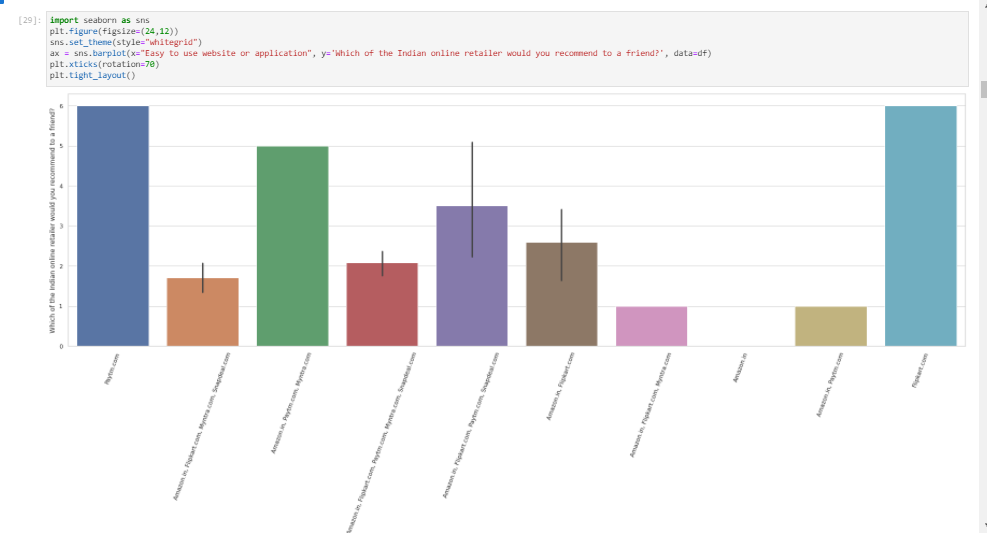 [29]:
import seaborn as sns
plt.figure(figsize=(24,12))
sns.set_theme(style="whitegrid")
ax = sns.barplot(x="Easy to use website or application", y='Which of the Indian online retailer would you recommend to a friend?', data=df)
plt.xticks(rotation=70)
plt.tight_layout()
Which of the Indian online retailer would you recommend to a friend?
6
5
4
3
2
1
0
Paytm.com
Amazon.in, Flipkart.com, Myntra.com, Snapdeal.com
Amazon.in, Paytm.com, Myntra.com
Amazon.in, Flipkart.com, Paytm.com, Myntra.com, Snapdeal.com
Amazon.in, Flipkart.com, Paytm.com, Snapdeal.com
Amazon.in, Flipkart.com
Amazon.in, Flipkart.com, Myntra.com
Amazon.in
Amazon.in, Paytm.com
flipkart.com